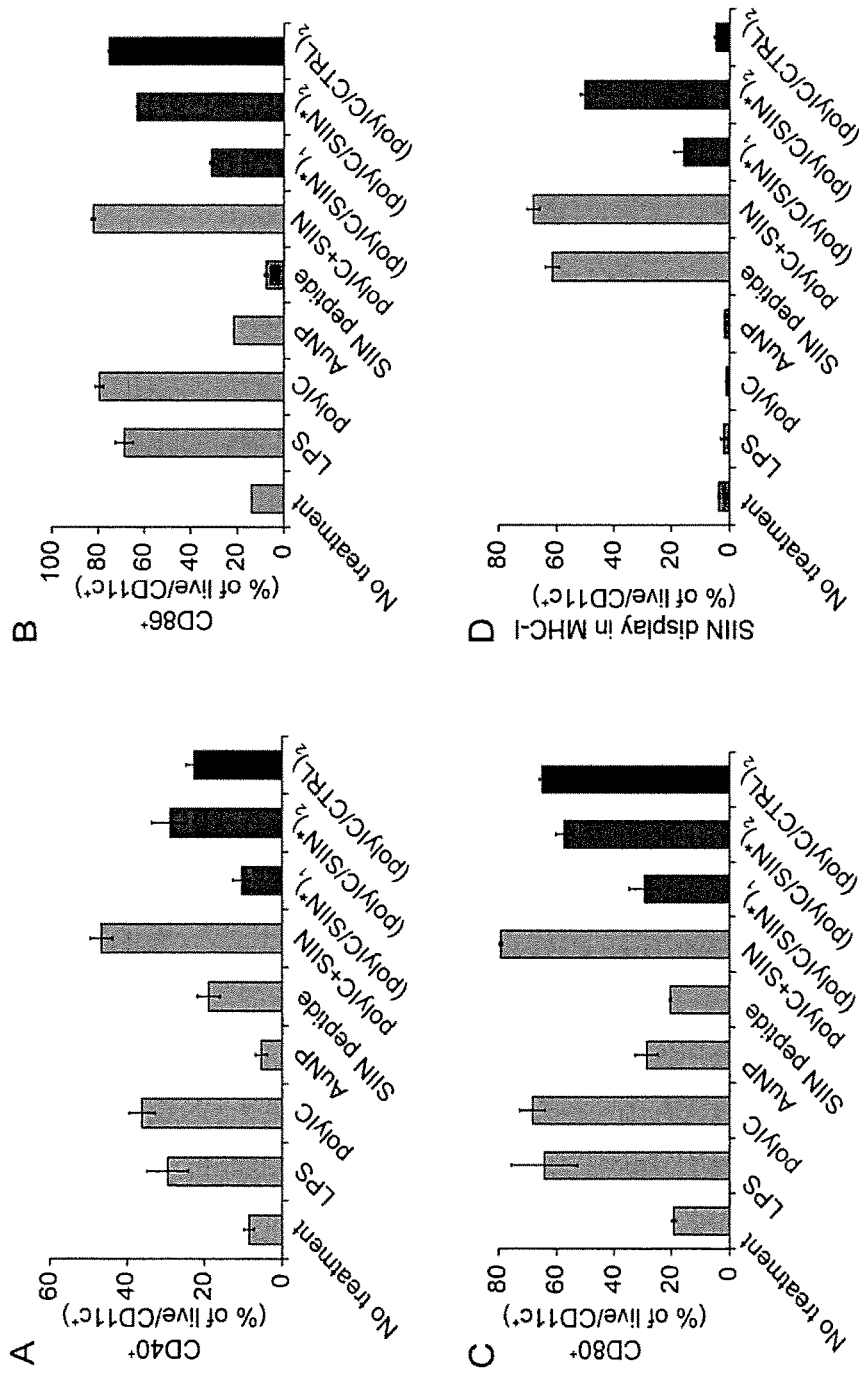 A
CD40⁺
(% of live/CD11c⁺)
60
40
20
0
No treatment
LPS
polyIC
AuNP
SIIN peptide
polyIC+SIIN
(polyIC/SIIN*)₁
(polyIC/SIIN*)₂
(polyIC/CTRL)₂
B
CD86⁺
(% of live/CD11c⁺)
100
80
60
40
20
0
No treatment
LPS
polyIC
AuNP
SIIN peptide
polyIC+SIIN
(polyIC/SIIN*)₁
(polyIC/SIIN*)₂
(polyIC/CTRL)₂
C
CD80⁺
(% of live/CD11c⁺)
80
60
40
20
0
No treatment
LPS
polyIC
AuNP
SIIN peptide
polyIC+SIIN
(polyIC/SIIN*)₁
(polyIC/SIIN*)₂
(polyIC/CTRL)₂
D
SIIN display in MHC-I
(% of live/CD11c⁺)
80
60
40
20
0
No treatment
LPS
polyIC
AuNP
SIIN peptide
polyIC+SIIN
(polyIC/SIIN*)₁
(polyIC/SIIN*)₂
(polyIC/CTRL)₂